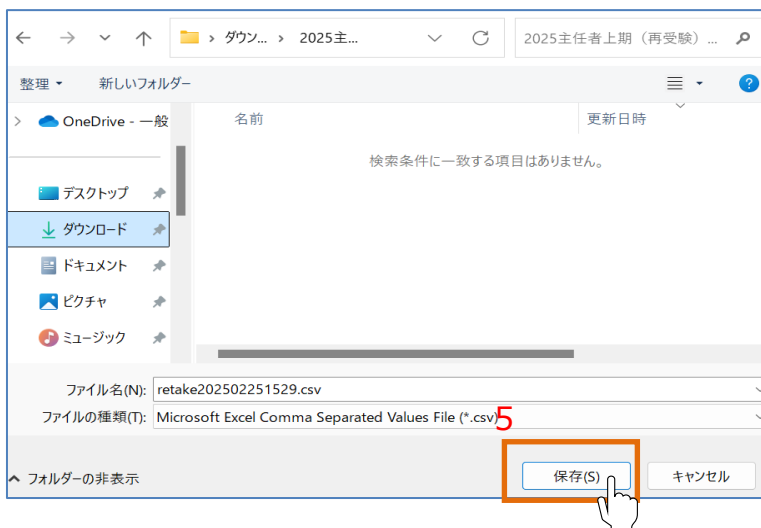 ダウン... › 2025主...
2025主任者上期（再受験）...
整理
新しいフォルダー
?
OneDrive - 一般
名前
更新日時
検索条件に一致する項目はありません。
デスクトップ
ダウンロード
ドキュメント
ピクチャ
ミュージック
ファイル名(N): retake202502251529.csv
ファイルの種類(T): Microsoft Excel Comma Separated Values File (*.csv)
5
フォルダーの非表示
保存(S)
キャンセル